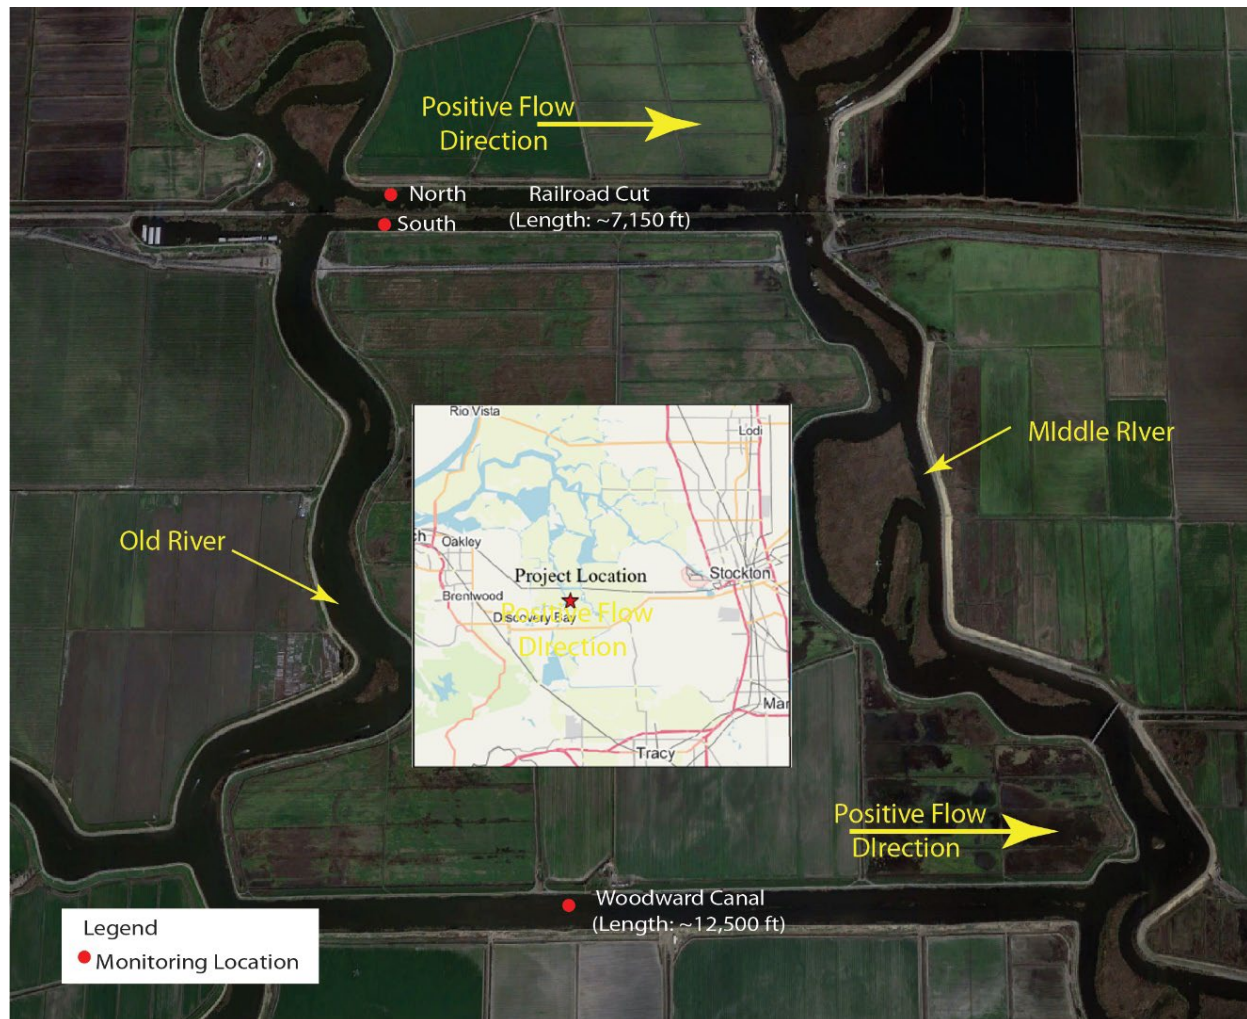 Positive Flow
Direction
North
Railroad Cut
South
(Length: ~7,150 ft)
MIddle RIver
Old River
Rio Vista
Lodi
ch
Oakley
Project Location
Stockton
Brentwood
Positive Flow
Discovery Bay
DIrection
Mar
Tracy
Positive Flow
DIrection
Woodward Canal
(Length: ~12,500 ft)
Legend
Monitoring Location